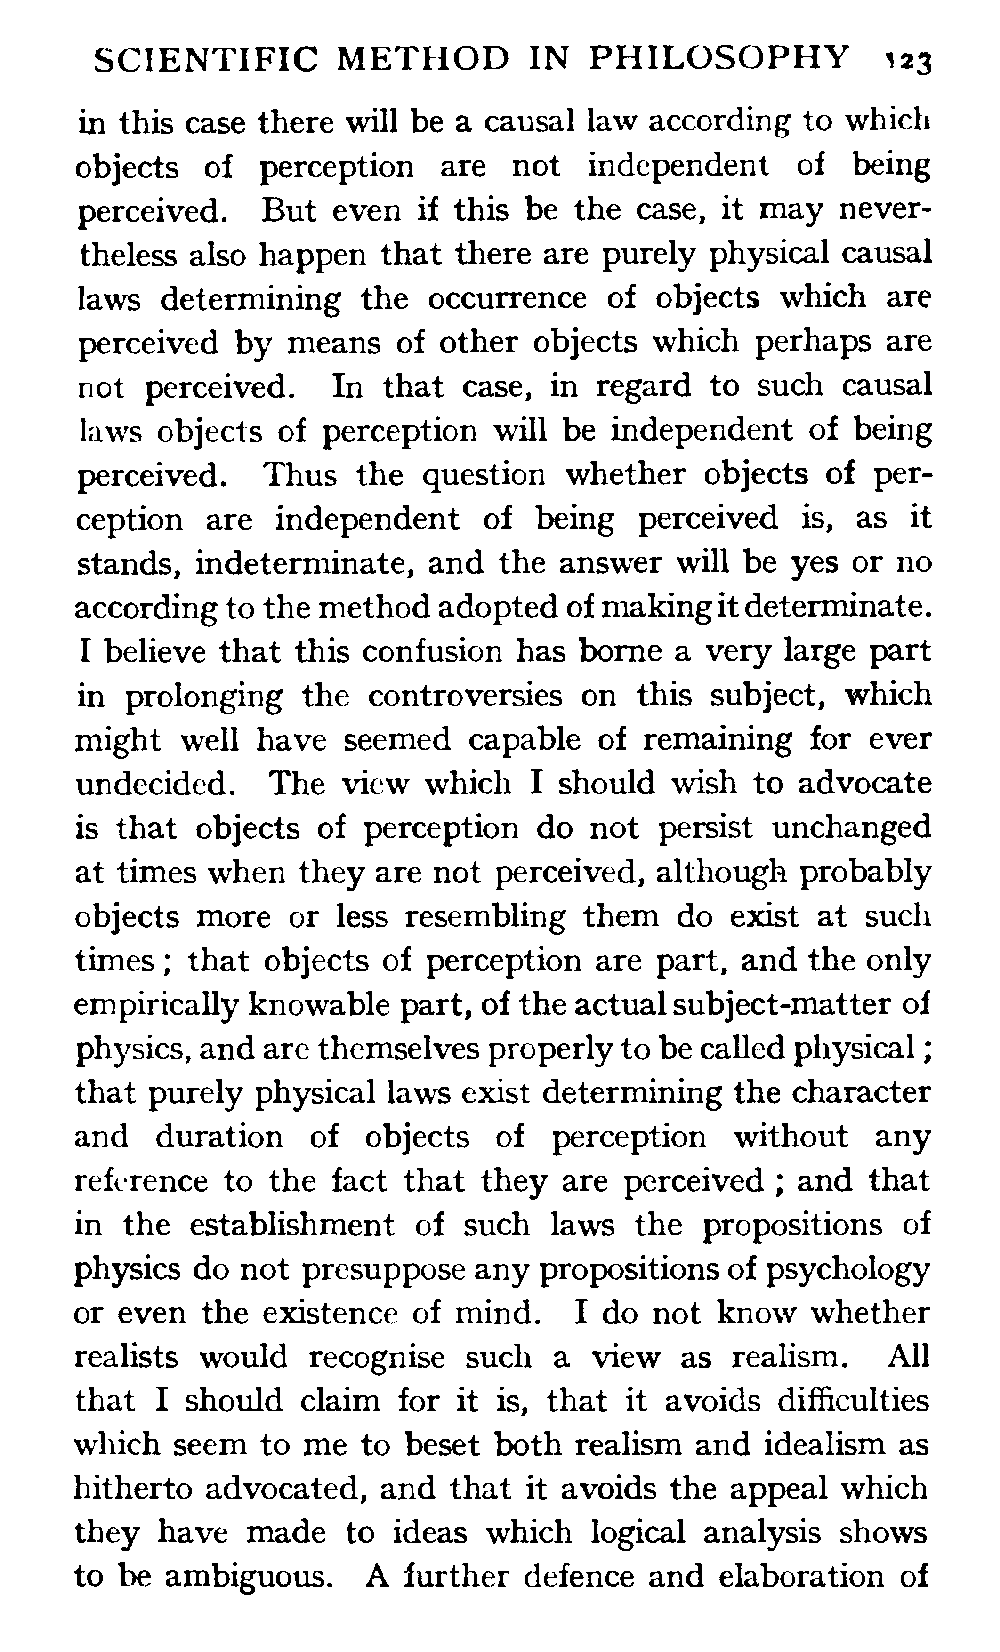 SCIENTIFIC METHOD IN PHILOSOPHY 123
in this case there will be a causal law according to which
objects of perception are not independent of being
perceived. But even if this be the case, it may never-
theless also happen that there are purely physical causal
laws determining the occurrence of objects which are
perceived by means of other objects which perhaps are
not perceived. In that case, in regard to such causal
laws objects of perception will be independent of being
perceived. Thus the question whether objects of per-
ception are independent of being perceived is, as it
stands, indeterminate, and the answer will be yes or no
according to the method adopted of making it determinate.
I believe that this confusion has borne a very large part
in prolonging the controversies on this subject, which
might well have seemed capable of remaining for ever
undecided. The view which I should wish to advocate
is that objects of perception do not persist unchanged
at times when they are not perceived, although probably
objects more or less resembling them do exist at such
times ; that objects of perception are part, and the only
empirically knowable part, of the actual subject-matter of
physics, and are themselves properly to be called physical ;
that purely physical laws exist determining the character
and duration of objects of perception without any
reference to the fact that they are perceived ; and that
in the establishment of such laws the propositions of
physics do not presuppose any propositions of psychology
or even the existence of mind. I do not know whether
realists would recognise such a view as realism. All
that I should claim for it is, that it avoids difficulties
which seem to me to beset both realism and idealism as
hitherto advocated, and that it avoids the appeal which
they have made to ideas which logical analysis shows
to be ambiguous. A further defence and elaboration of